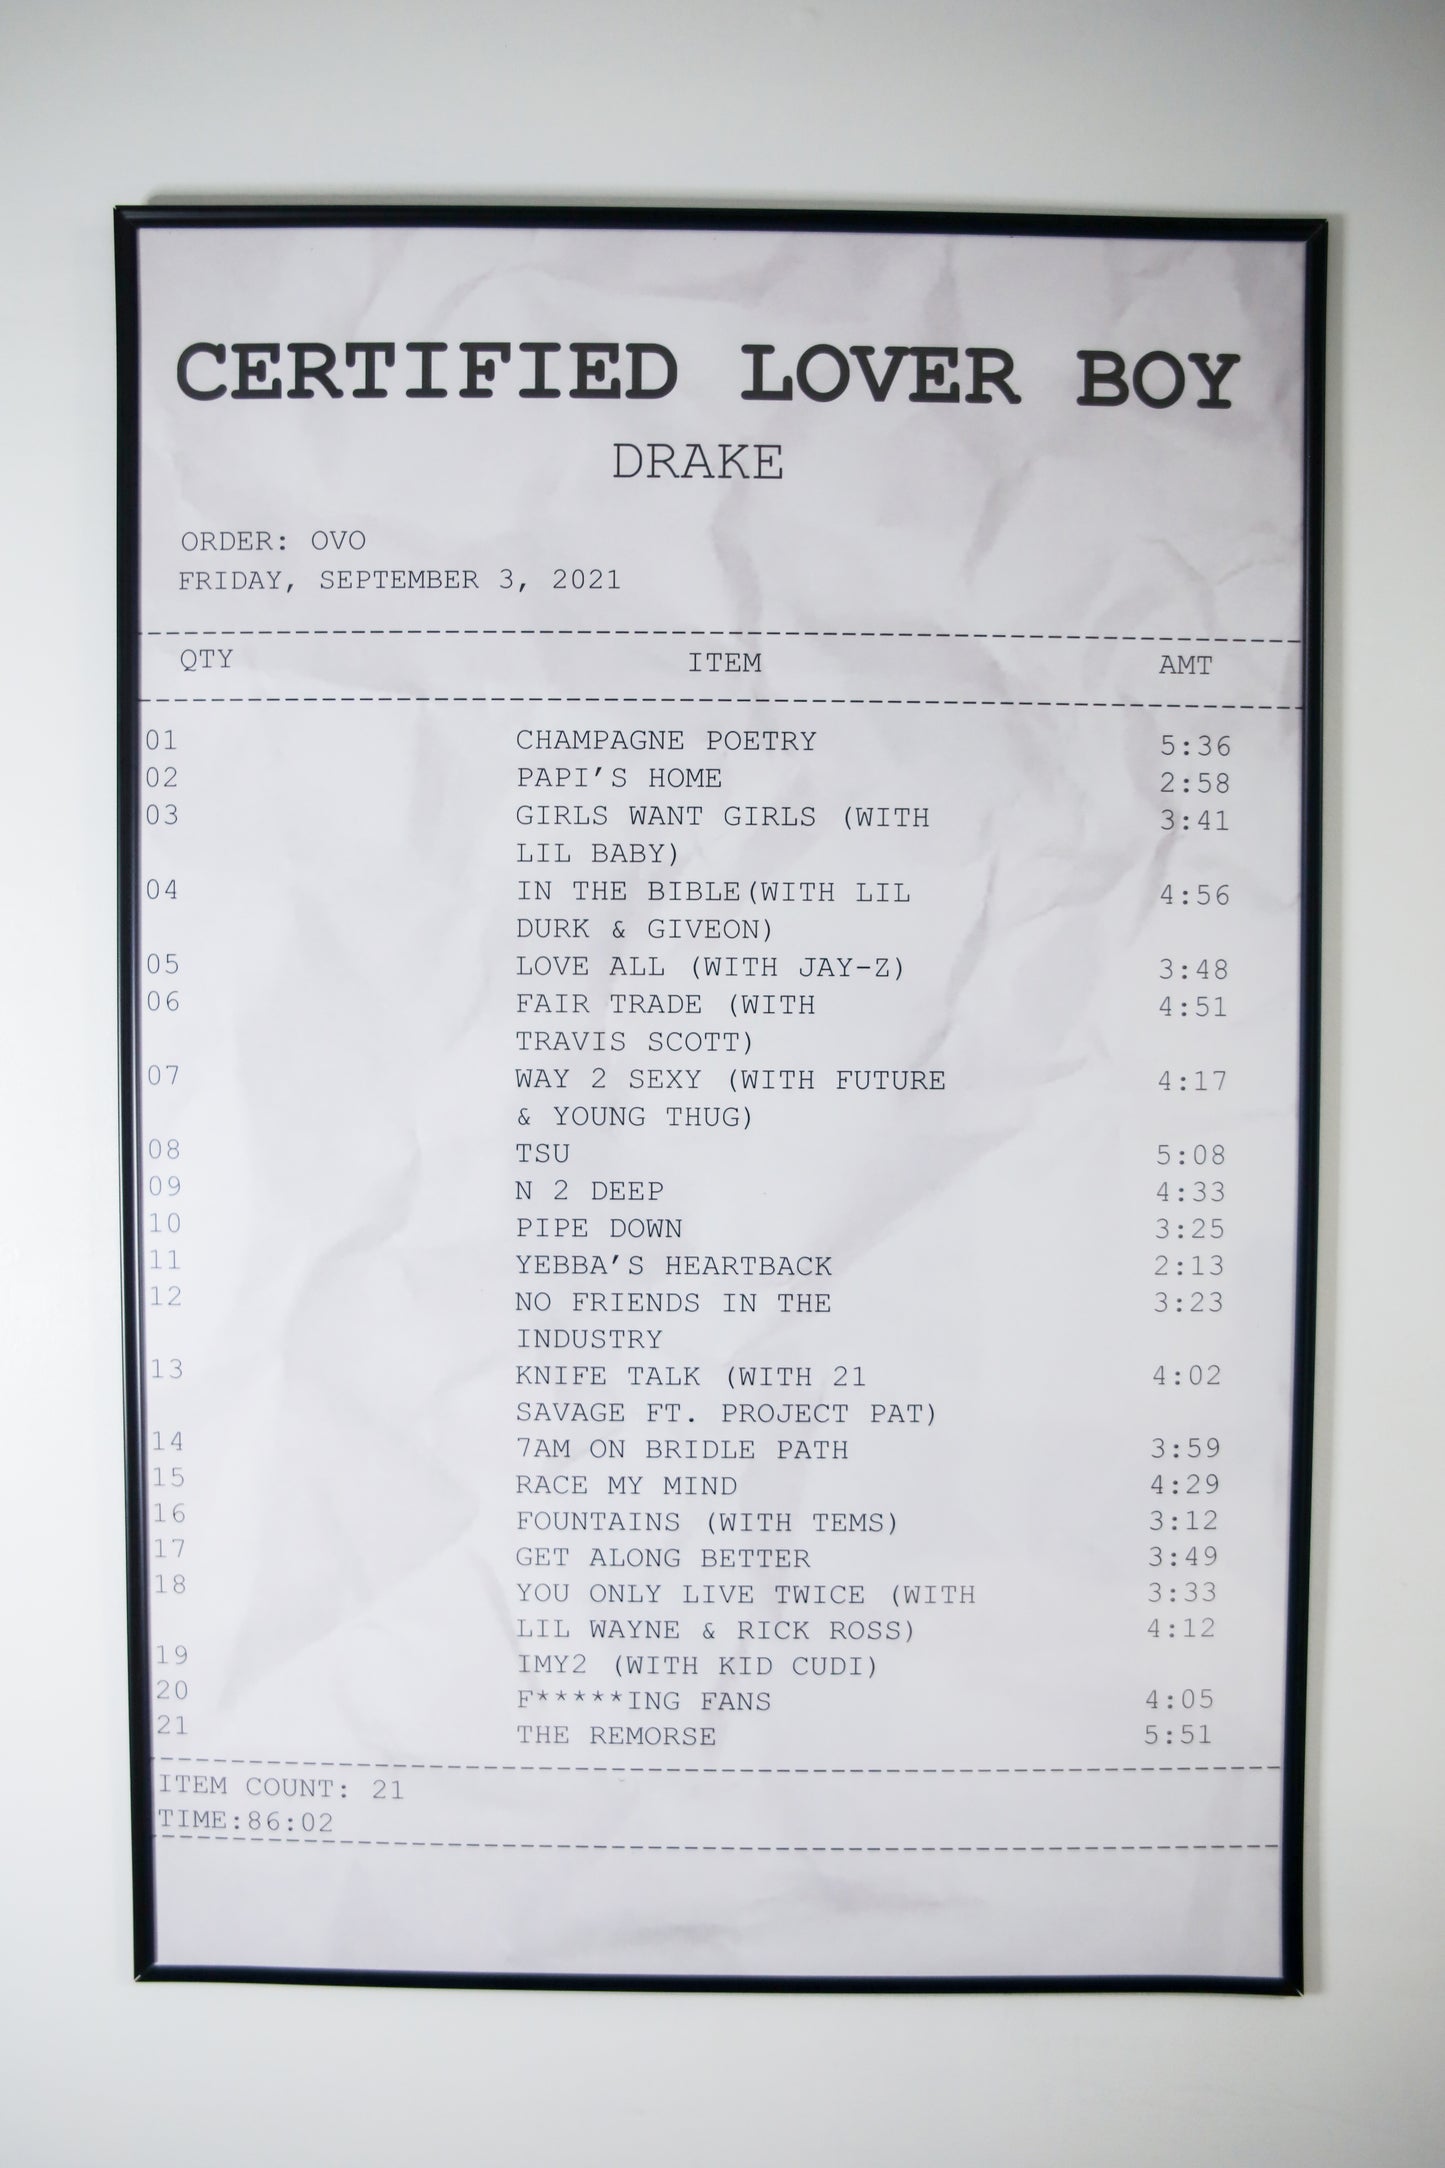 CERTIFIED LOVER BOY
DRAKE
ORDER: OVO
FRIDAY, SEPTEMBER 3, 2021
QTY ITEM AMT
01 CHAMPAGNE POETRY 5:36
02 PAPI'S HOME 2:58
03 GIRLS WANT GIRLS (WITH 3:41
LIL BABY)
04 IN THE BIBLE(WITH LIL 4:56
DURK & GIVEON)
05 LOVE ALL (WITH JAY-Z) 3:48
06 FAIR TRADE (WITH 4:51
TRAVIS SCOTT)
07 WAY 2 SEXY (WITH FUTURE 4:17
& YOUNG THUG)
08 TSU 5:08
09 N 2 DEEP 4:33
10 PIPE DOWN 3:25
11 YEBBA'S HEARTBACK 2:13
12 NO FRIENDS IN THE 3:23
INDUSTRY
13 KNIFE TALK (WITH 21 4:02
SAVAGE FT. PROJECT PAT)
14 7AM ON BRIDLE PATH 3:59
15 RACE MY MIND 4:29
16 FOUNTAINS (WITH TEMS) 3:12
17 GET ALONG BETTER 3:49
18 YOU ONLY LIVE TWICE (WITH 3:33
LIL WAYNE & RICK ROSS) 4:12
19 IMY2 (WITH KID CUDI)
20 F*****ING FANS 4:05
21 THE REMORSE 5:51
ITEM COUNT: 21
TIME:86:02